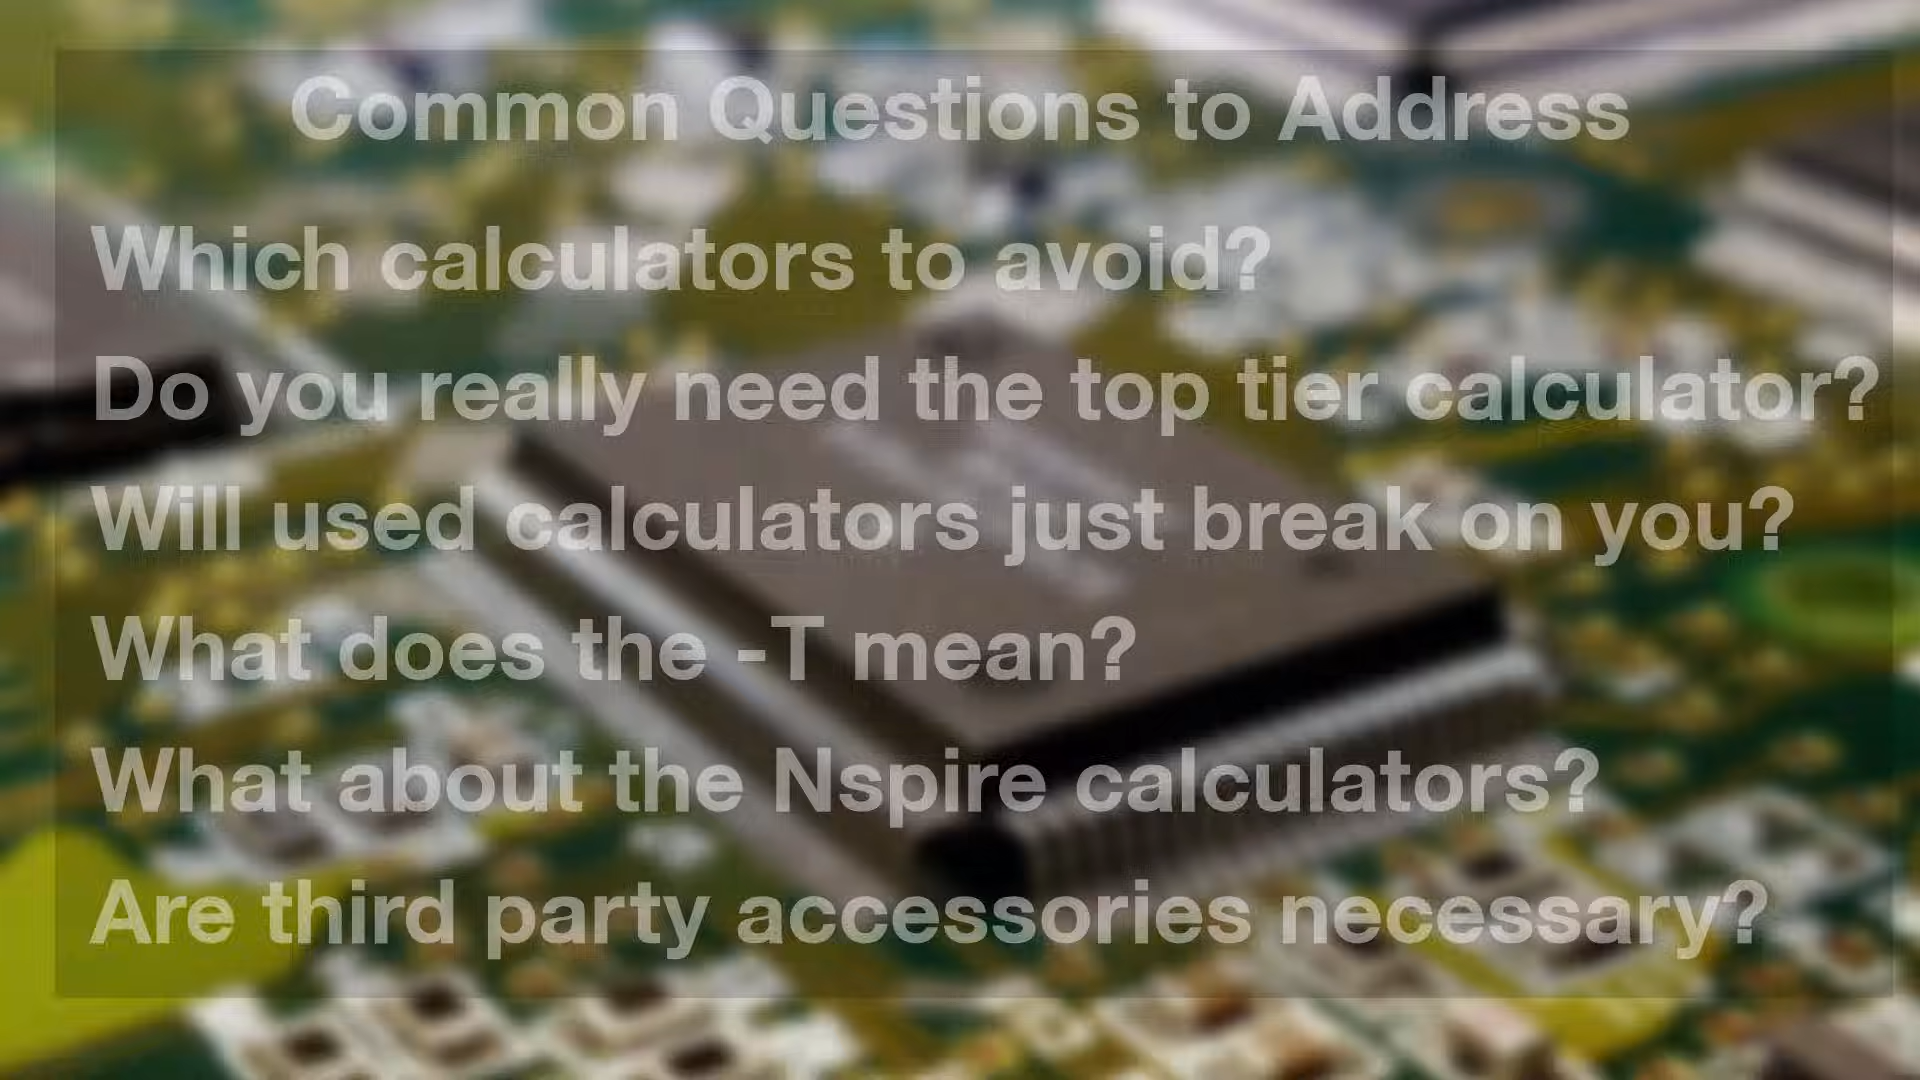 Common Questions to Address
Which calculators to avoid?
Do you really need the top tier calculator?
Will used calculators just break on you?
What does the -T mean?
What about the Nspire calculators?
Are third party accessories necessary?